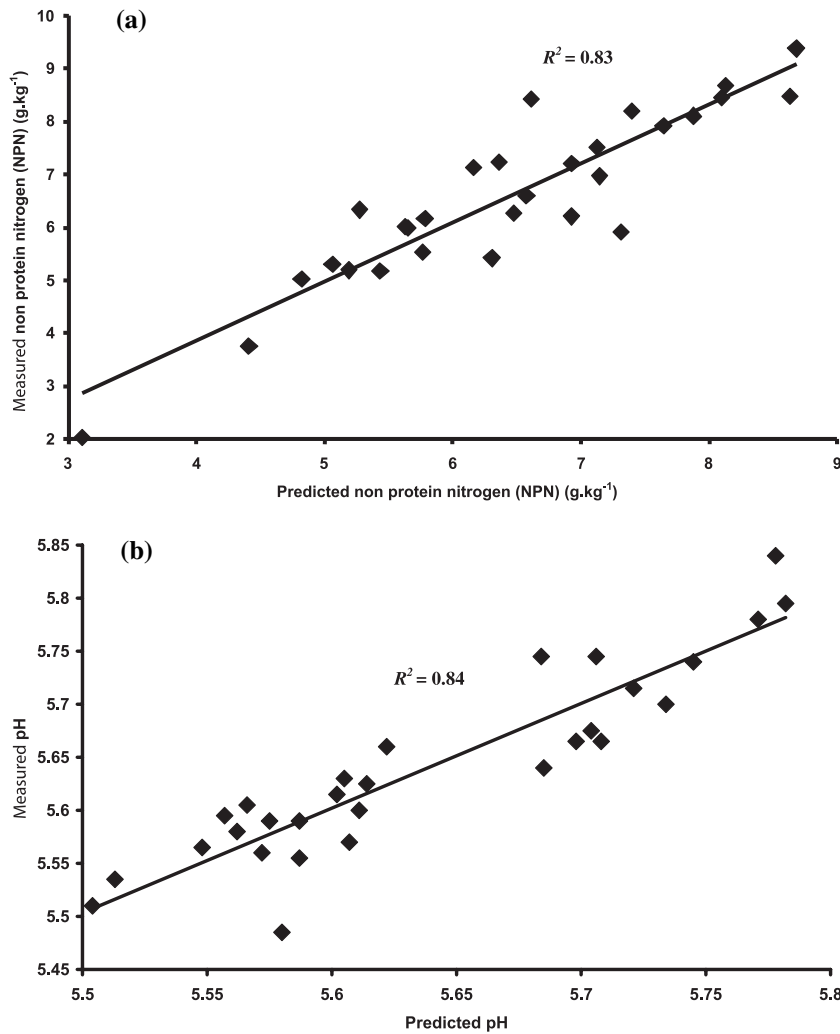 (a)
R² = 0.83
10
9
8
7
6
5
4
3
2
Measured non protein nitrogen (NPN) (g.kg⁻¹)
3 4 5 6 7 8 9
Predicted non protein nitrogen (NPN) (g.kg⁻¹)
(b)
R² = 0.84
5.85
5.8
5.75
5.7
5.65
5.6
5.55
5.5
5.45
Measured pH
5.5 5.55 5.6 5.65 5.7 5.75 5.8
Predicted pH